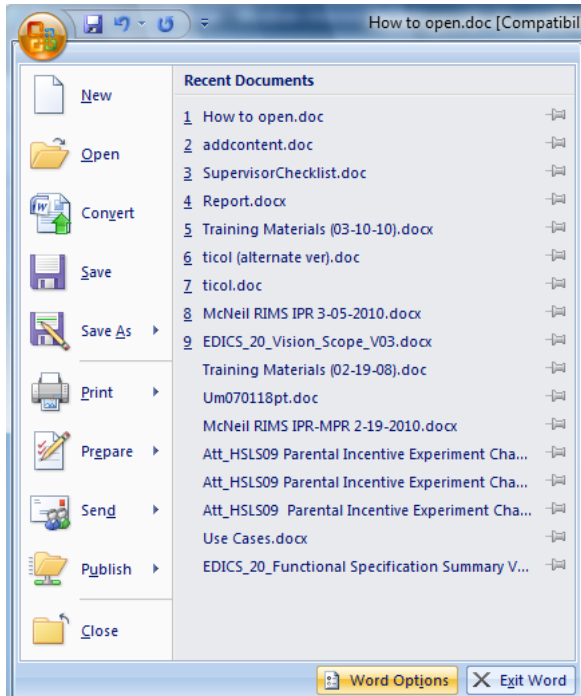 How to open.doc [Compatibil
New
Open
Convert
Save
Save As
Print
Prepare
Send
Publish
Close
Recent Documents
1 How to open.doc
2 addcontent.doc
3 SupervisorChecklist.doc
4 Report.docx
5 Training Materials (03-10-10).docx
6 ticol (alternate ver).doc
7 ticol.doc
8 McNeil RIMS IPR 3-05-2010.docx
9 EDICS_20_Vision_Scope_V03.docx
Training Materials (02-19-08).doc
Um070118pt.doc
McNeil RIMS IPR-MPR 2-19-2010.docx
Att_HSLS09 Parental Incentive Experiment Cha...
Att_HSLS09 Parental Incentive Experiment Cha...
Att_HSLS09  Parental Incentive Experiment Cha...
Use Cases.docx
EDICS_20_Functional Specification Summary V...
Word Options
Exit Word